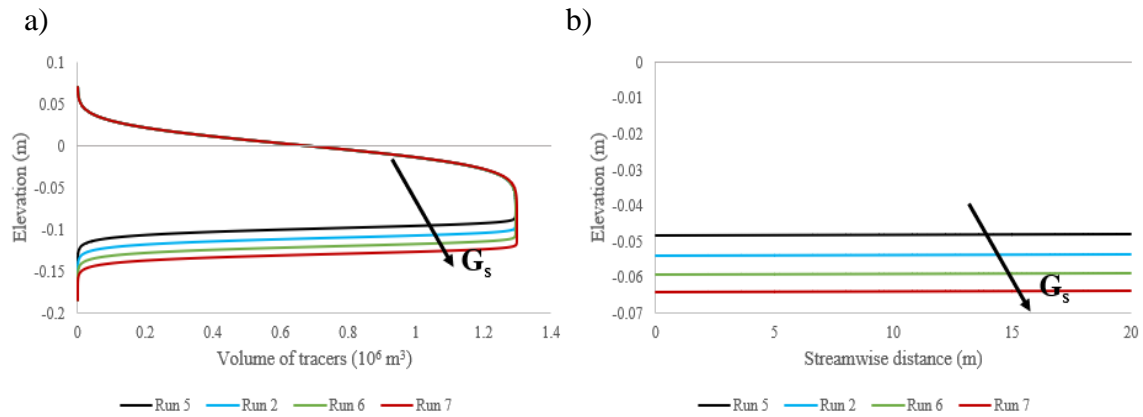 a)
0.1
0.05
0
-0.05
-0.1
-0.15
-0.2
Elevation (m)
0 0.2 0.4 0.6 0.8 1 1.2 1.4
Volume of tracers (10⁶ m³)
Gₛ
Run 5 Run 2 Run 6 Run 7
b)
0
-0.01
-0.02
-0.03
-0.04
-0.05
-0.06
-0.07
Elevation (m)
0 5 10 15 20
Streamwise distance (m)
Gₛ
Run 5 Run 2 Run 6 Run 7